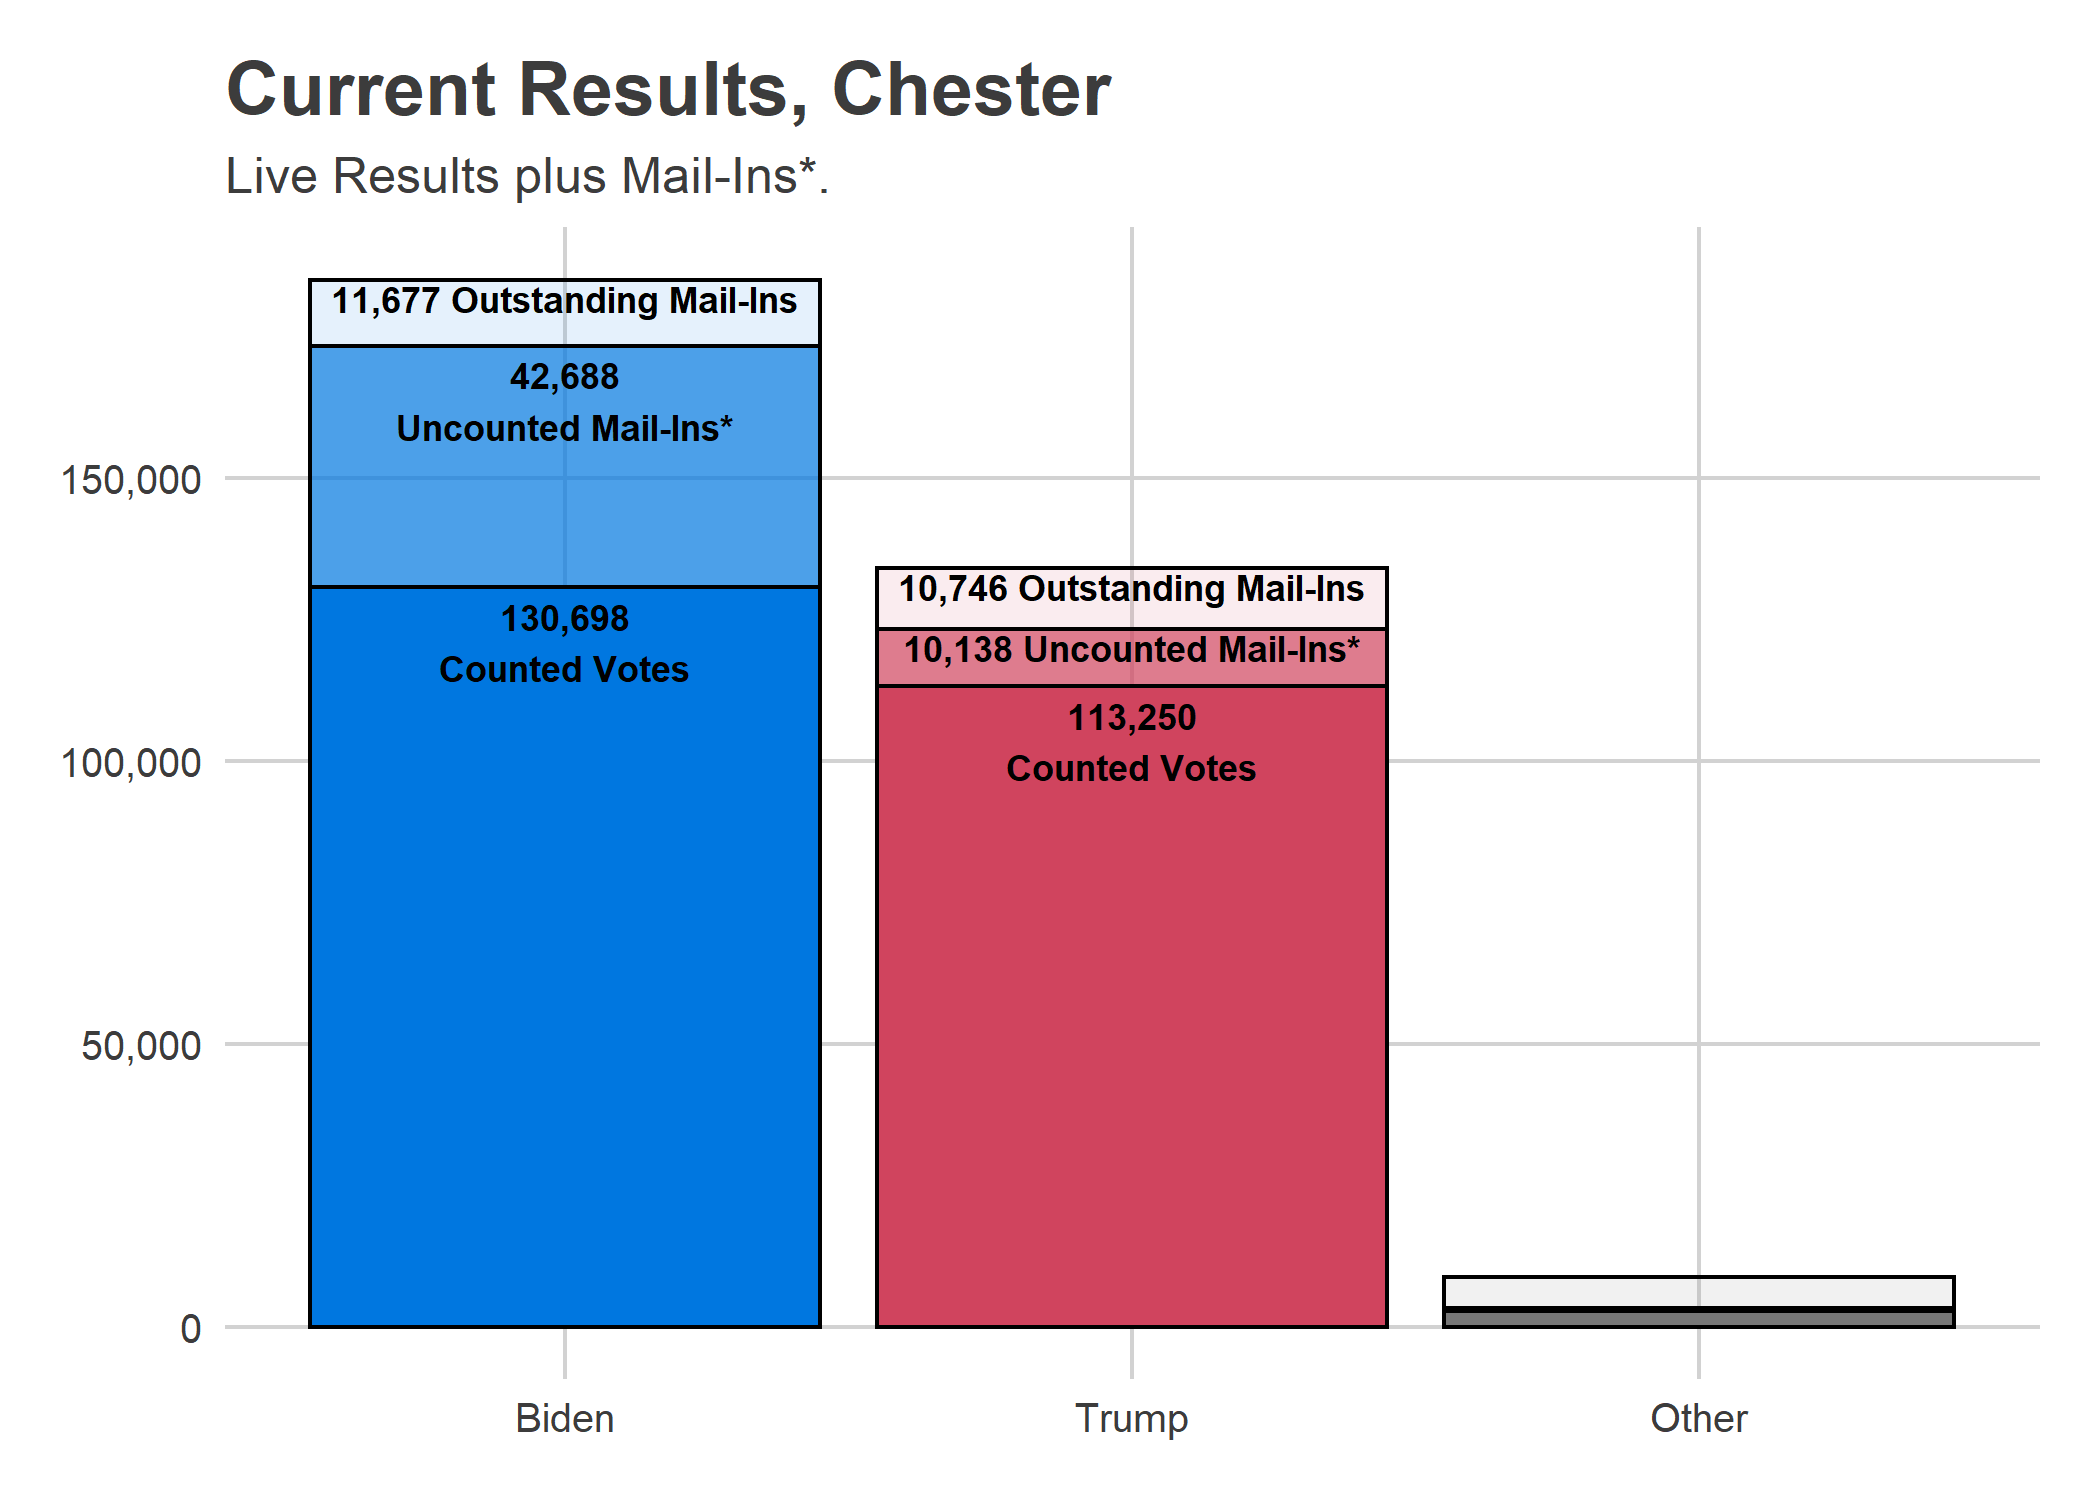 Current Results, Chester
Live Results plus Mail-Ins*.
11,677 Outstanding Mail-Ins
42,688
Uncounted Mail-Ins*
130,698
Counted Votes
10,746 Outstanding Mail-Ins
10,138 Uncounted Mail-Ins*
113,250
Counted Votes
150,000
100,000
50,000
0
Biden
Trump
Other